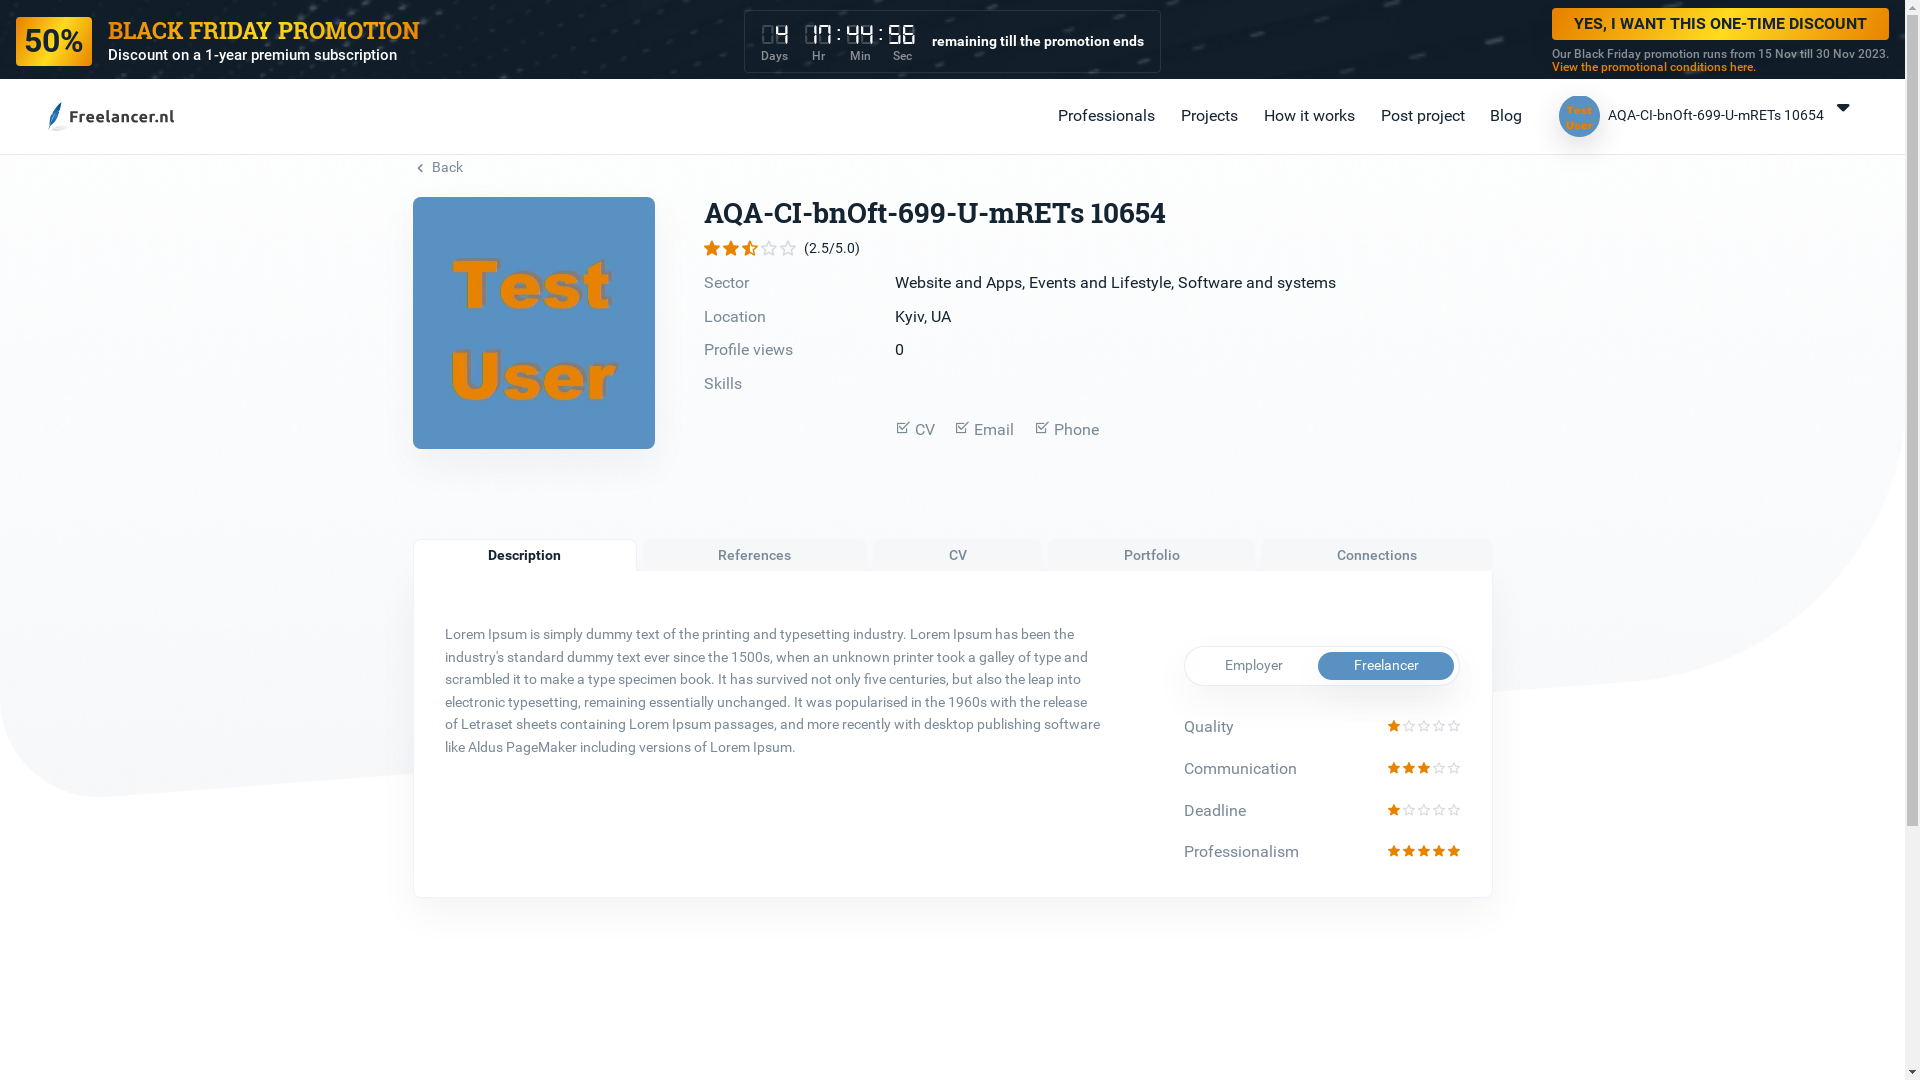 50%
BLACK FRIDAY PROMOTION
Discount on a 1-year premium subscription
4 17:44:56
Days Hr Min Sec
remaining till the promotion ends
YES, I WANT THIS ONE-TIME DISCOUNT
Our Black Friday promotion runs from 15 Nov till 30 Nov 2023.
View the promotional conditions here.
Freelancer.nl
Professionals
Projects
How it works
Post project
Blog
Test
User
AQA-CI-bnOft-699-U-mRETs 10654
Back
Test
User
AQA-CI-bnOft-699-U-mRETs 10654
(2.5/5.0)
Sector Website and Apps, Events and Lifestyle, Software and systems
Location Kyiv, UA
Profile views 0
Skills
CV Email Phone
Description
References
CV
Portfolio
Connections
Lorem Ipsum is simply dummy text of the printing and typesetting industry. Lorem Ipsum has been the
industry's standard dummy text ever since the 1500s, when an unknown printer took a galley of type and
scrambled it to make a type specimen book. It has survived not only five centuries, but also the leap into
electronic typesetting, remaining essentially unchanged. It was popularised in the 1960s with the release
of Letraset sheets containing Lorem Ipsum passages, and more recently with desktop publishing software
like Aldus PageMaker including versions of Lorem Ipsum.
Employer Freelancer
Quality
Communication
Deadline
Professionalism